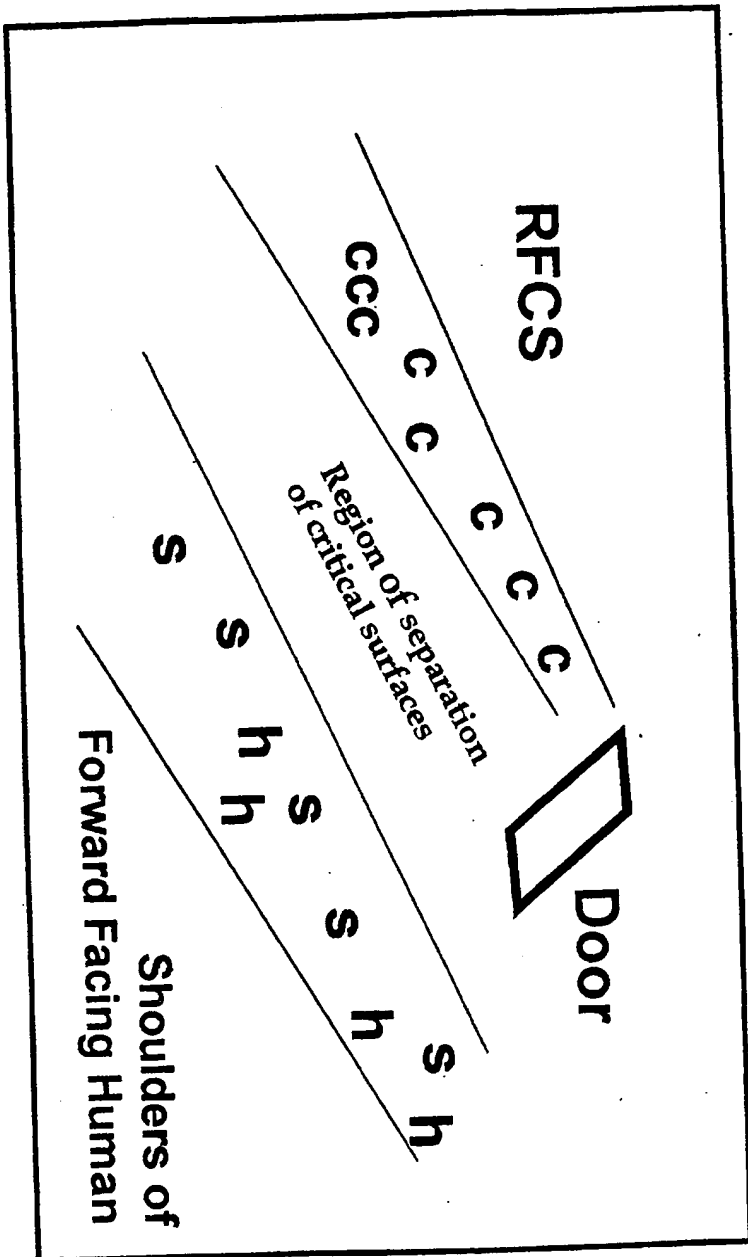 RFCS
Door
c
c
c
c c
ccc
Region of separation
of critical surfaces
s h
h
s
s
h
h
s
s
Shoulders of
Forward Facing Human